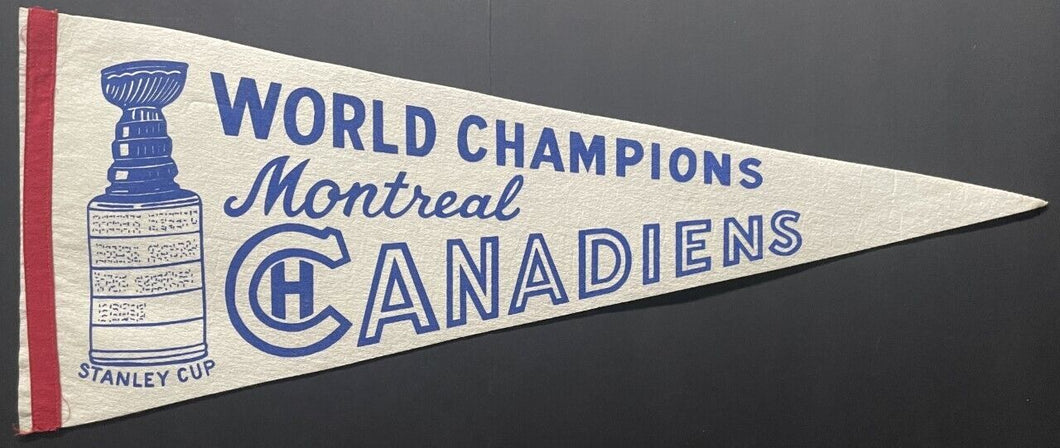 WORLD CHAMPIONS
Montreal
CANADIENS
CH
STANLEY CUP